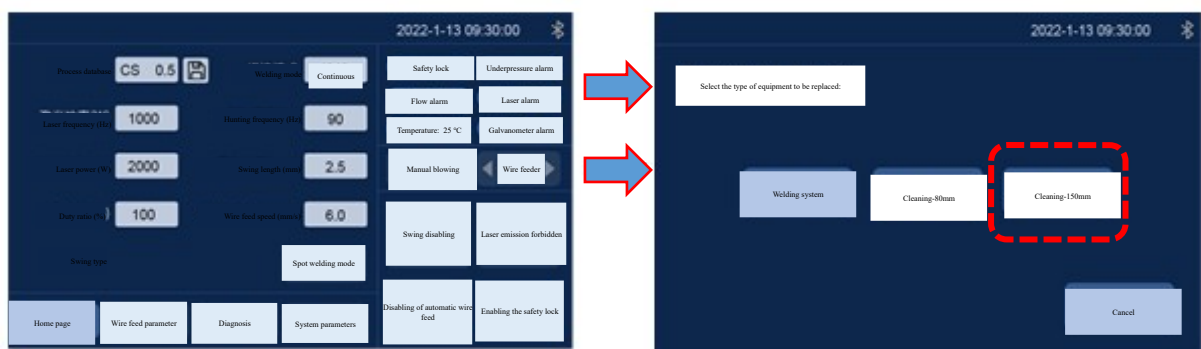 2022-1-13 09:30:00
Process database
CS 0.5
Welding mode
Continuous
Safety lock
Underpressure alarm
Laser frequency (Hz)
1000
Hunting frequency (Hz)
90
Flow alarm
Laser alarm
Temperature: 25 °C
Galvanometer alarm
Laser power (W)
2000
Swing length (mm)
2.5
Manual blowing
Wire feeder
Duty ratio (%)
100
Wire feed speed (mm/s)
6.0
Swing disabling
Laser emission forbidden
Swing type
Spot welding mode
Disabling of automatic wire
feed
Enabling the safety lock
Home page
Wire feed parameter
Diagnosis
System parameters
2022-1-13 09:30:00
Select the type of equipment to be replaced:
Welding system
Cleaning-80mm
Cleaning-150mm
Cancel